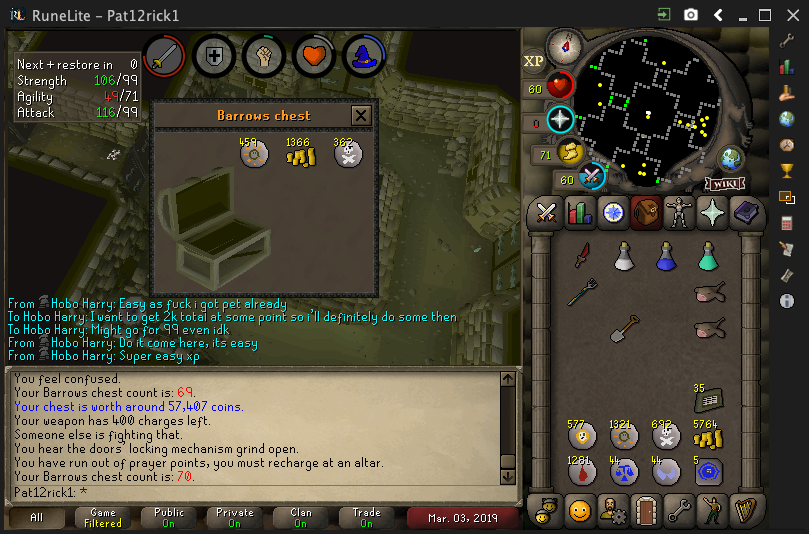 RuneLite - Pat12rick1
Next + restore in 0
Strength 106/99
Agility 49/71
Attack 116/99
Barrows chest
459 1366 362
XP
60
0
71
60
WIKI
From Hobo Harry: Easy as fuck i got pet already
To Hobo Harry: I want to get 2k total at some point so i'll definitely do some then
To Hobo Harry: Might go for 99 even idk
From Hobo Harry: Do it come here, its easy
From Hobo Harry: Super easy xp
You feel confused.
Your Barrows chest count is: 69.
Your chest is worth around 57,407 coins.
Your weapon has 400 charges left.
Someone else is fighting that.
You hear the doors' locking mechanism grind open.
You have run out of prayer points, you must recharge at an altar.
Your Barrows chest count is: 70.
Pat12rick1: *
35
577 1321 692 5764
1281 44 44 5
All
Game Filtered
Public On
Private On
Clan On
Trade On
Mar. 03, 2019